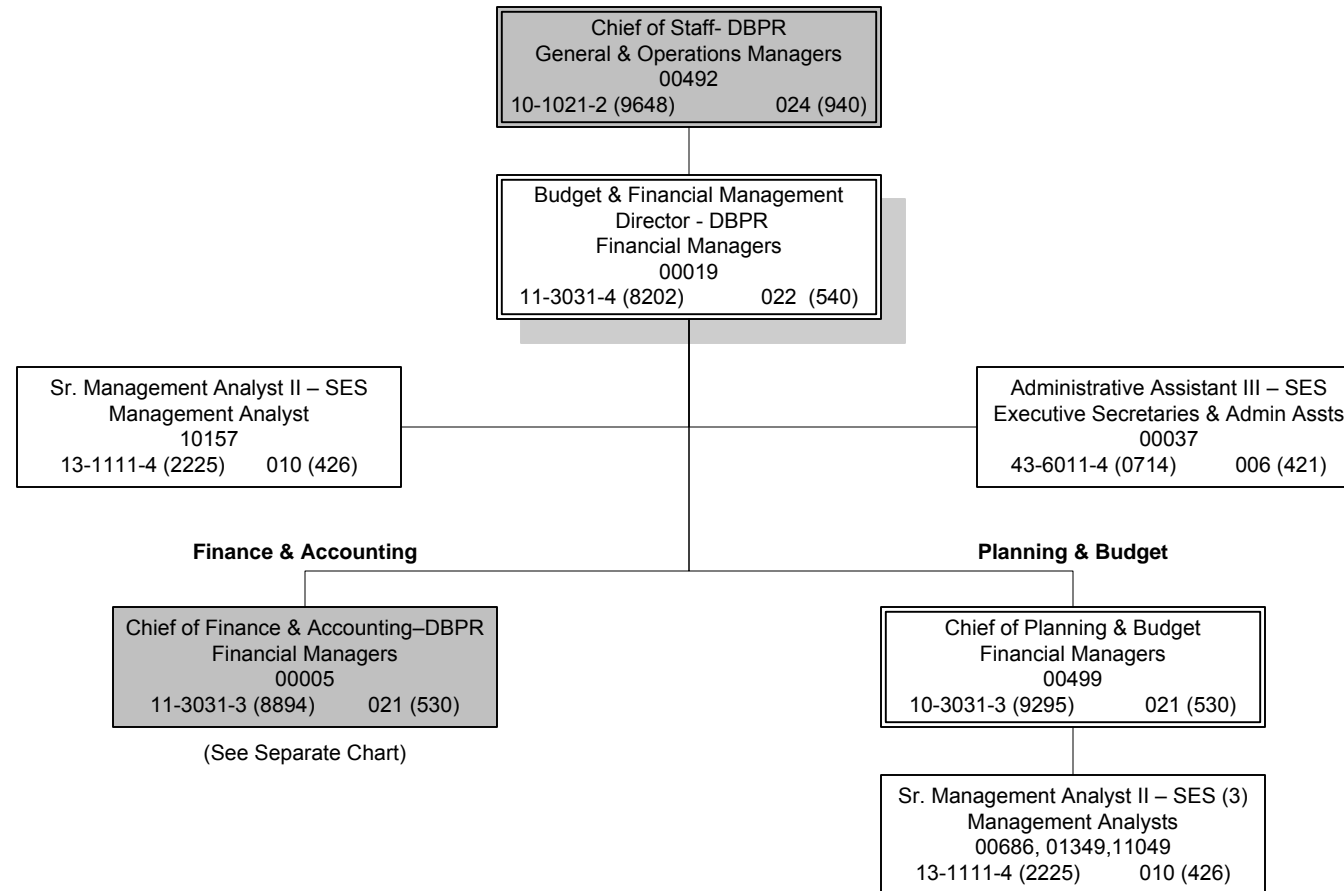 Chief of Staff- DBPR
General & Operations Managers
00492
10-1021-2 (9648) 024 (940)
Budget & Financial Management
Director - DBPR
Financial Managers
00019
11-3031-4 (8202) 022 (540)
Sr. Management Analyst II – SES
Management Analyst
10157
13-1111-4 (2225) 010 (426)
Administrative Assistant III – SES
Executive Secretaries & Admin Assts
00037
43-6011-4 (0714) 006 (421)
Finance & Accounting
Chief of Finance & Accounting–DBPR
Financial Managers
00005
11-3031-3 (8894) 021 (530)
(See Separate Chart)
Planning & Budget
Chief of Planning & Budget
Financial Managers
00499
10-3031-3 (9295) 021 (530)
Sr. Management Analyst II – SES (3)
Management Analysts
00686, 01349,11049
13-1111-4 (2225) 010 (426)